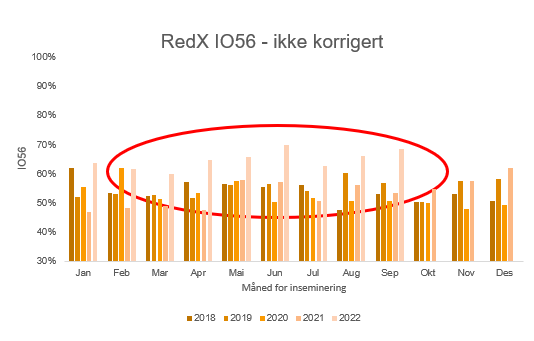 RedX IO56 - ikke korrigert
100%
90%
80%
70%
60%
50%
40%
30%
IO56
Jan Feb Mar Apr Mai Jun Jul Aug Sep Okt Nov Des
Måned for inseminering
2018 2019 2020 2021 2022